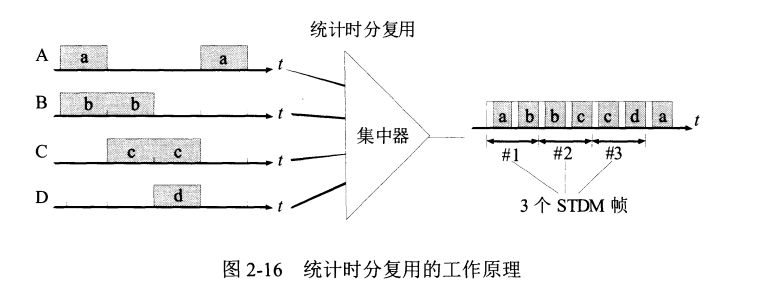 统计时分复用
A a a t
B b b t
C c c t
D d t
集中器
a b b c c d a t
#1 #2 #3
3 个 STDM 帧
图 2-16 统计时分复用的工作原理